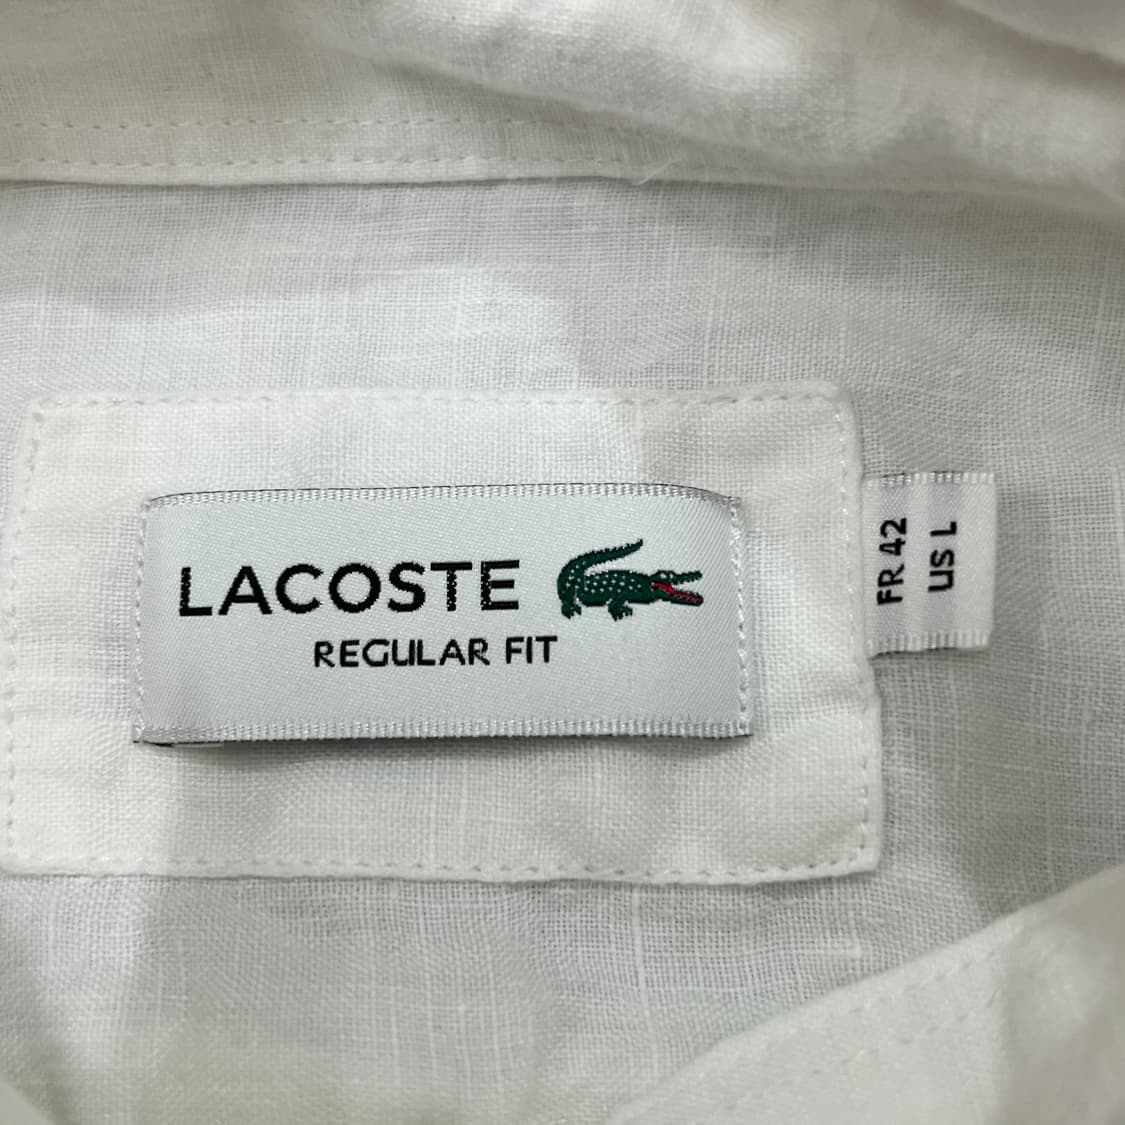 LACOSTE
REGULAR FIT
FR 42
US L